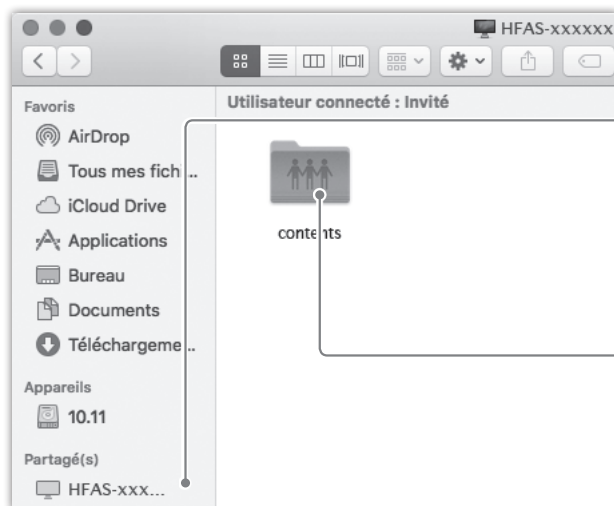 HFAS-xxxxxx
Utilisateur connecté : Invité
Favoris
AirDrop
Tous mes fichi...
iCloud Drive
Applications
Bureau
Documents
Téléchargeme...
Appareils
10.11
Partagé(s)
HFAS-xxx...
contents